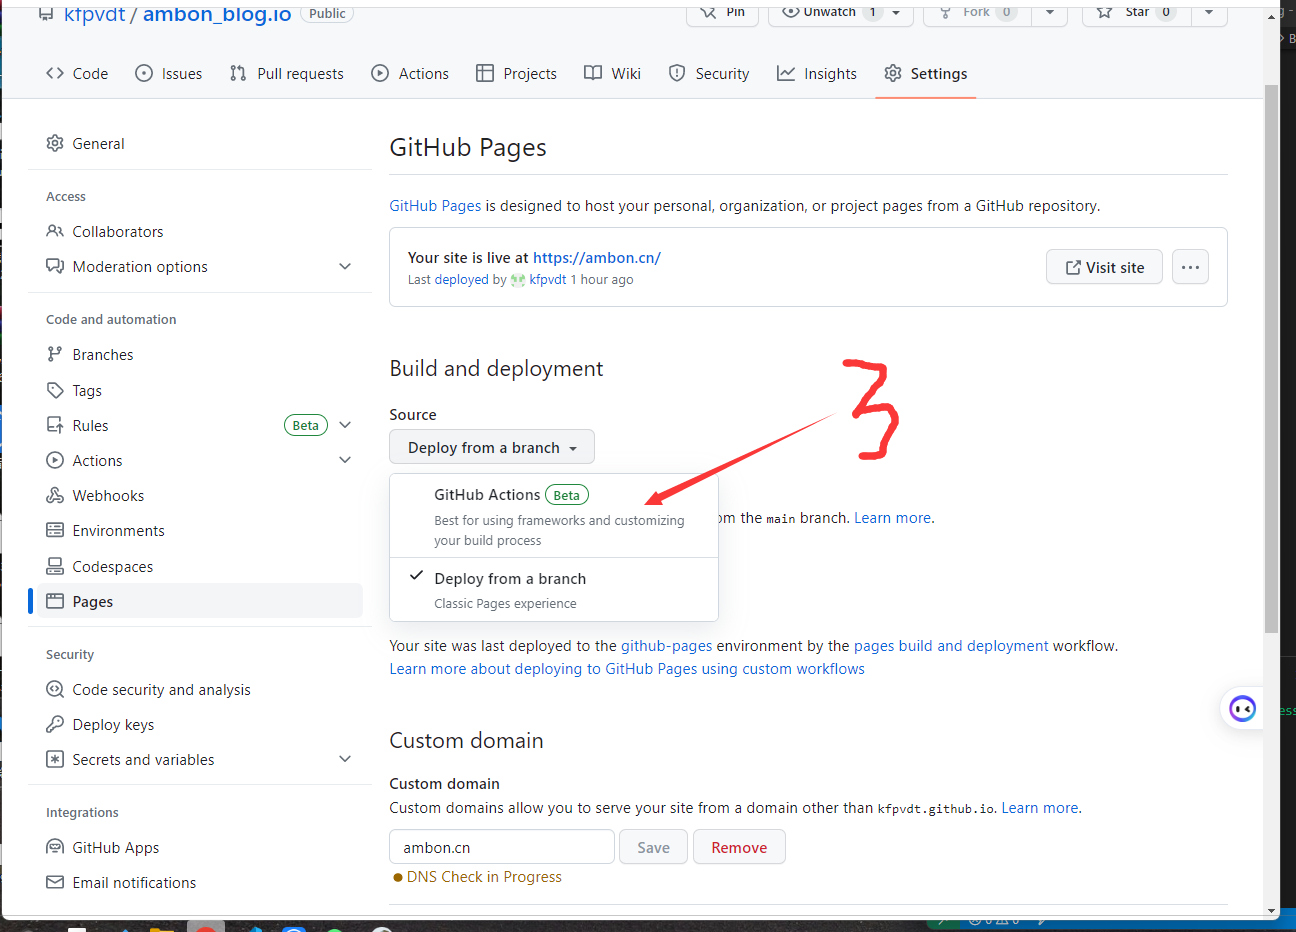 kfpvdt / ambon_blog.io Public
Pin Unwatch 1 Fork 0 Star 0
Code Issues Pull requests Actions Projects Wiki Security Insights Settings
General
Access
Collaborators
Moderation options
Code and automation
Branches
Tags
Rules Beta
Actions
Webhooks
Environments
Codespaces
Pages
Security
Code security and analysis
Deploy keys
Secrets and variables
Integrations
GitHub Apps
Email notifications
GitHub Pages
GitHub Pages is designed to host your personal, organization, or project pages from a GitHub repository.
Your site is live at https://ambon.cn/
Last deployed by kfpvdt 1 hour ago
Visit site
Build and deployment
3
Source
Deploy from a branch
GitHub Actions Beta
Best for using frameworks and customizing
your build process
om the main branch. Learn more.
Deploy from a branch
Classic Pages experience
Your site was last deployed to the github-pages environment by the pages build and deployment workflow.
Learn more about deploying to GitHub Pages using custom workflows
Custom domain
Custom domain
Custom domains allow you to serve your site from a domain other than kfpvdt.github.io. Learn more.
ambon.cn Save Remove
DNS Check in Progress